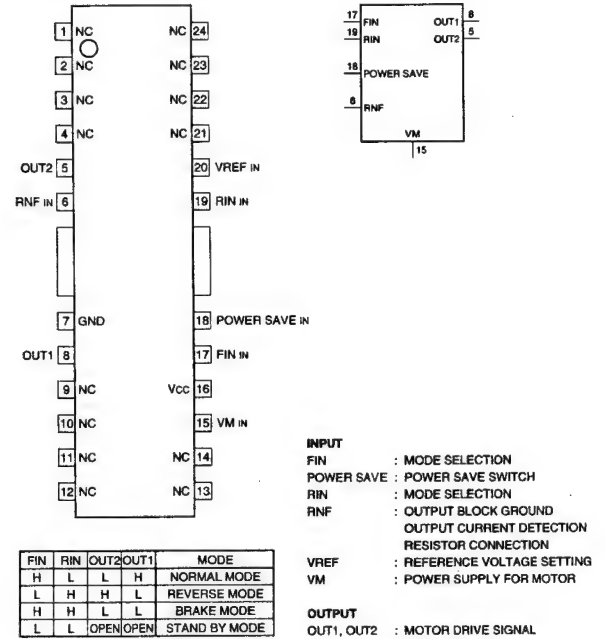 1 NC NC 24
2 NC NC 23
3 NC NC 22
4 NC NC 21
OUT2 5 20 VREF IN
RNF IN 6 19 RIN IN
7 GND 18 POWER SAVE IN
OUT1 8 17 FIN IN
9 NC Vcc 16
10 NC 15 VM IN
11 NC NC 14
12 NC NC 13
17 FIN OUT1 8
19 RIN OUT2 5
18 POWER SAVE
6 RNF
VM
15
INPUT
FIN : MODE SELECTION
POWER SAVE : POWER SAVE SWITCH
RIN : MODE SELECTION
RNF : OUTPUT BLOCK GROUND
OUTPUT CURRENT DETECTION
RESISTOR CONNECTION
VREF : REFERENCE VOLTAGE SETTING
VM : POWER SUPPLY FOR MOTOR
OUTPUT
OUT1, OUT2 : MOTOR DRIVE SIGNAL
FIN RIN OUT2 OUT1 MODE
H L L H NORMAL MODE
L H H L REVERSE MODE
H H L L BRAKE MODE
L L OPEN OPEN STAND BY MODE